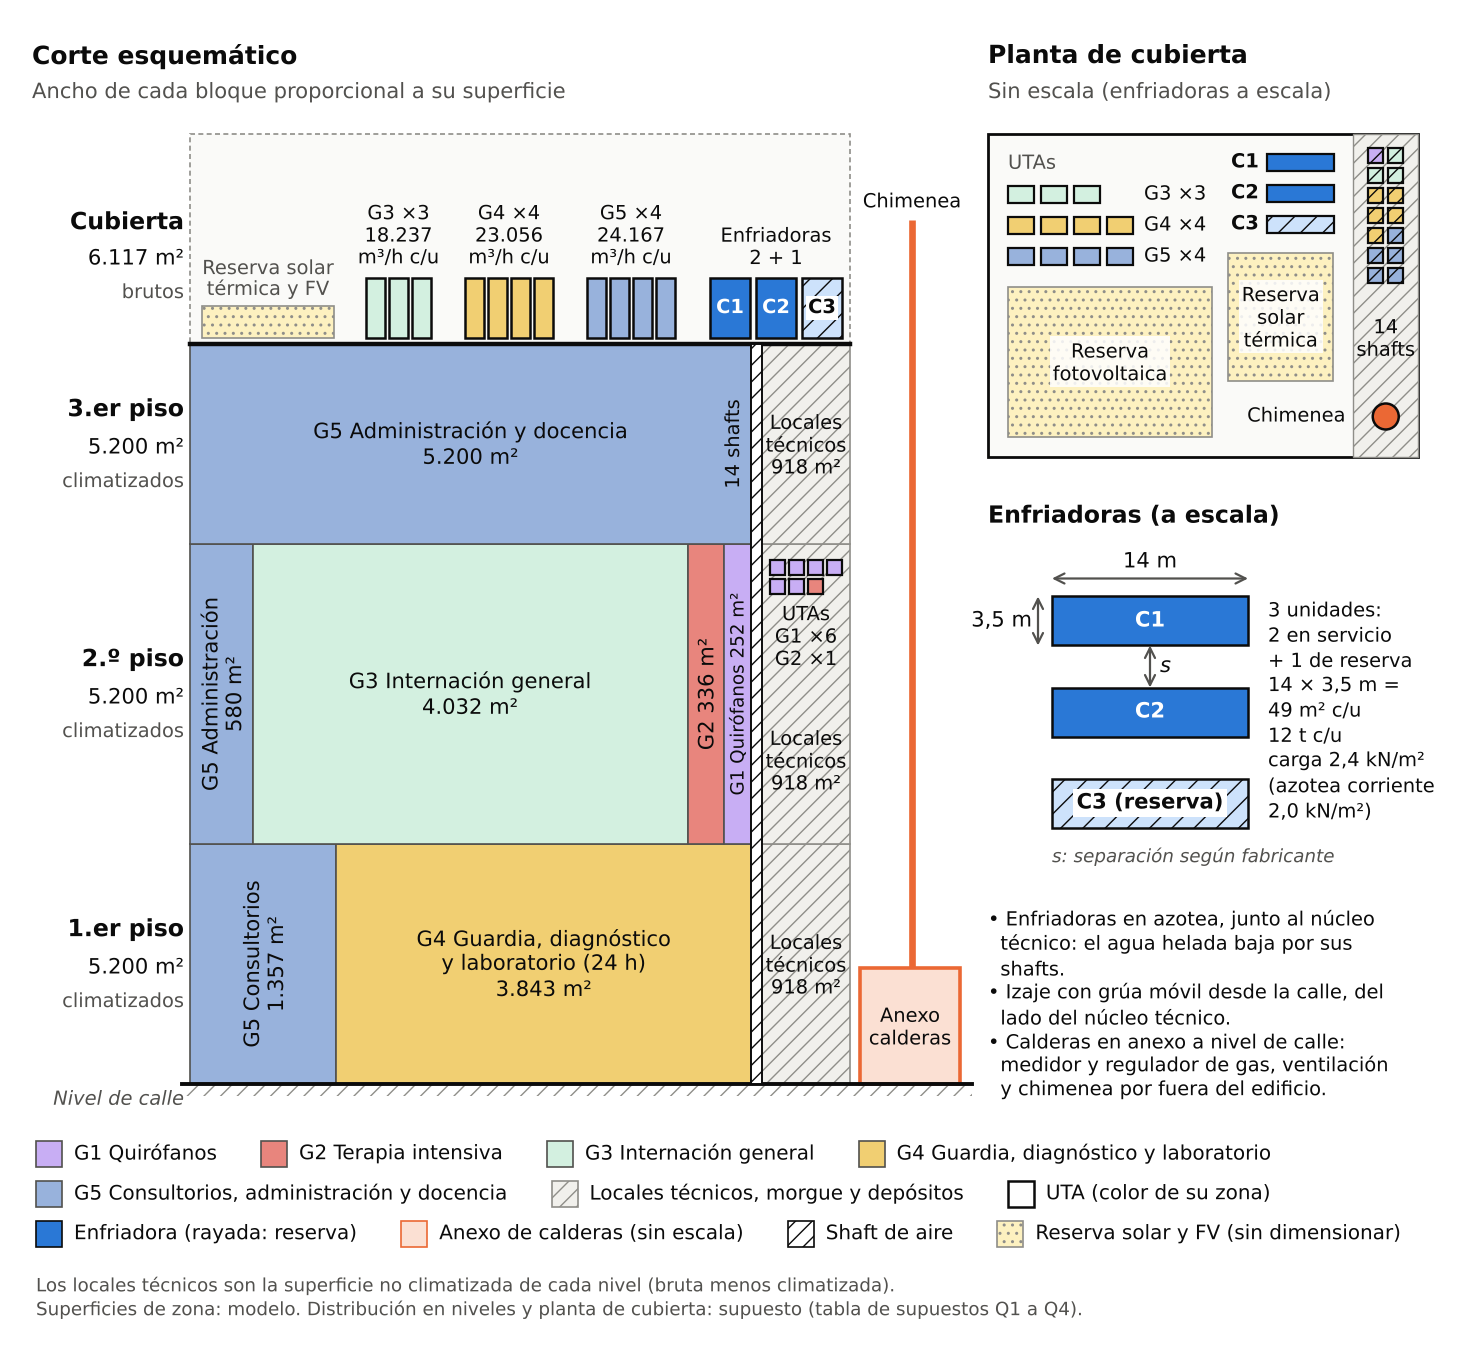 Corte esquemático
Ancho de cada bloque proporcional a su superficie
Cubierta
6.117 m²
brutos
Reserva solar
térmica y FV
G3 ×3
18.237
m³/h c/u
G4 ×4
23.056
m³/h c/u
G5 ×4
24.167
m³/h c/u
Enfriadoras
2 + 1
C1
C2
C3
Chimenea
3.er piso
5.200 m²
climatizados
G5 Administración y docencia
5.200 m²
14 shafts
Locales
técnicos
918 m²
2.º piso
5.200 m²
climatizados
G5 Administración
580 m²
G3 Internación general
4.032 m²
G2 336 m²
G1 Quirófanos 252 m²
UTAs
G1 ×6
G2 ×1
Locales
técnicos
918 m²
1.er piso
5.200 m²
climatizados
G5 Consultorios
1.357 m²
G4 Guardia, diagnóstico
y laboratorio (24 h)
3.843 m²
Locales
técnicos
918 m²
Anexo
calderas
Nivel de calle
Planta de cubierta
Sin escala (enfriadoras a escala)
UTAs
G3 ×3
G4 ×4
G5 ×4
C1
C2
C3
Reserva
fotovoltaica
Reserva
solar
térmica
14
shafts
Chimenea
Enfriadoras (a escala)
14 m
3,5 m
C1
s
C2
C3 (reserva)
3 unidades:
2 en servicio
+ 1 de reserva
14 × 3,5 m =
49 m² c/u
12 t c/u
carga 2,4 kN/m²
(azotea corriente
2,0 kN/m²)
s: separación según fabricante
• Enfriadoras en azotea, junto al núcleo
técnico: el agua helada baja por sus
shafts.
• Izaje con grúa móvil desde la calle, del
lado del núcleo técnico.
• Calderas en anexo a nivel de calle:
medidor y regulador de gas, ventilación
y chimenea por fuera del edificio.
G1 Quirófanos
G2 Terapia intensiva
G3 Internación general
G4 Guardia, diagnóstico y laboratorio
G5 Consultorios, administración y docencia
Locales técnicos, morgue y depósitos
UTA (color de su zona)
Enfriadora (rayada: reserva)
Anexo de calderas (sin escala)
Shaft de aire
Reserva solar y FV (sin dimensionar)
Los locales técnicos son la superficie no climatizada de cada nivel (bruta menos climatizada).
Superficies de zona: modelo. Distribución en niveles y planta de cubierta: supuesto (tabla de supuestos Q1 a Q4).